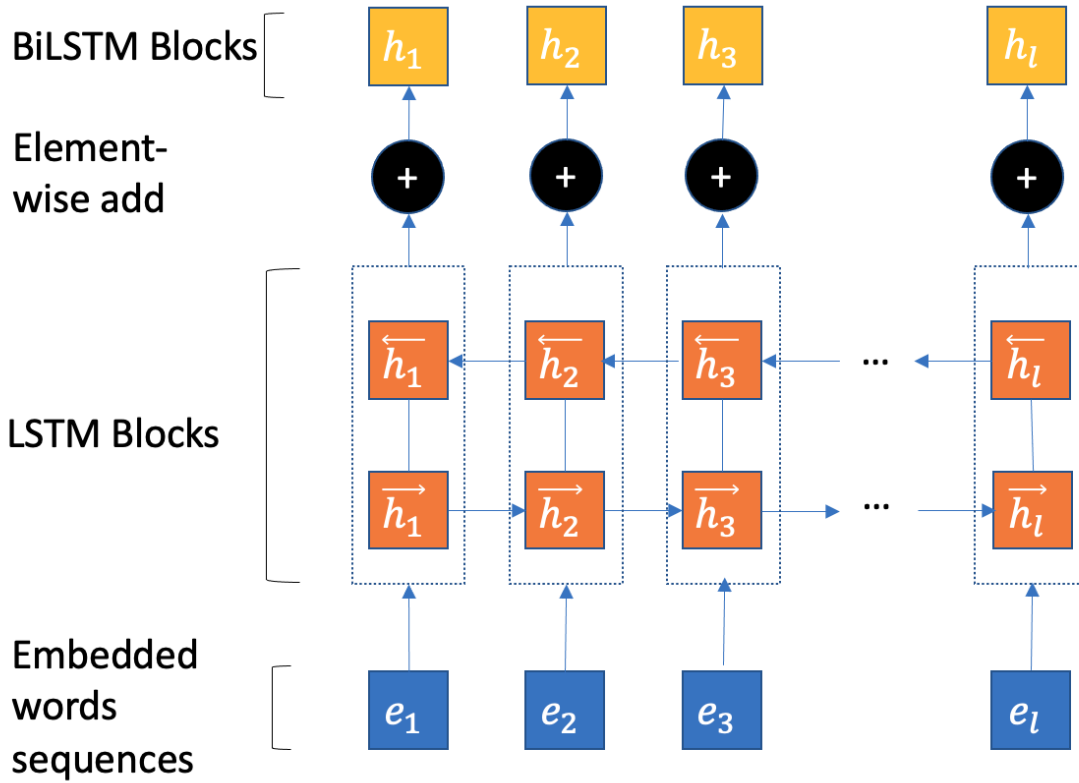 BiLSTM Blocks
h₁ h₂ h₃ hₗ
Element-
wise add
+ + + +
←h₁ ←h₂ ←h₃ ... ←hₗ
LSTM Blocks
→h₁ →h₂ →h₃ ... →hₗ
Embedded
words
sequences
e₁ e₂ e₃ eₗ